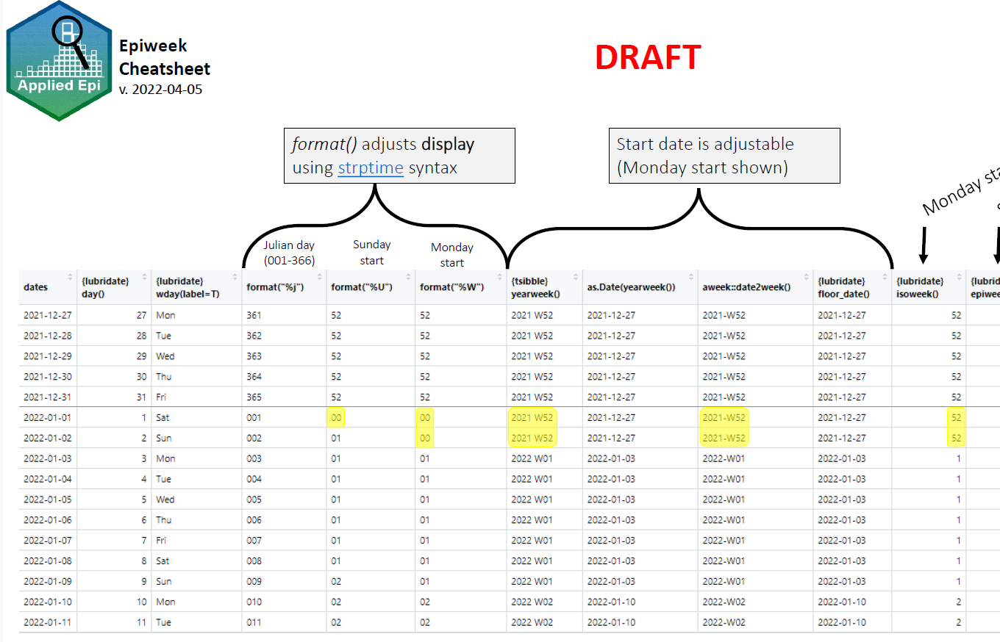 Applied Epi
Epiweek
Cheatsheet
v. 2022-04-05
DRAFT
format() adjusts display
using strptime syntax
Start date is adjustable
(Monday start shown)
Monday
Julian day
(001-366)
Sunday
start
Monday
start
dates {lubridate} day() {lubridate} wday(label=T) format("%j") format("%U") format("%W") {tsibble} yearweek() as.Date(yearweek()) aweek::date2week() {lubridate} floor_date() {lubridate} isoweek()
2021-12-27 27 Mon 361 52 52 2021 W52 2021-12-27 2021-W52 2021-12-27 52
2021-12-28 28 Tue 362 52 52 2021 W52 2021-12-27 2021-W52 2021-12-27 52
2021-12-29 29 Wed 363 52 52 2021 W52 2021-12-27 2021-W52 2021-12-27 52
2021-12-30 30 Thu 364 52 52 2021 W52 2021-12-27 2021-W52 2021-12-27 52
2021-12-31 31 Fri 365 52 52 2021 W52 2021-12-27 2021-W52 2021-12-27 52
2022-01-01 1 Sat 001 00 00 2021 W52 2021-12-27 2021-W52 2021-12-27 52
2022-01-02 2 Sun 002 01 00 2021 W52 2021-12-27 2021-W52 2021-12-27 52
2022-01-03 3 Mon 003 01 01 2022 W01 2022-01-03 2022-W01 2022-01-03 1
2022-01-04 4 Tue 004 01 01 2022 W01 2022-01-03 2022-W01 2022-01-03 1
2022-01-05 5 Wed 005 01 01 2022 W01 2022-01-03 2022-W01 2022-01-03 1
2022-01-06 6 Thu 006 01 01 2022 W01 2022-01-03 2022-W01 2022-01-03 1
2022-01-07 7 Fri 007 01 01 2022 W01 2022-01-03 2022-W01 2022-01-03 1
2022-01-08 8 Sat 008 01 01 2022 W01 2022-01-03 2022-W01 2022-01-03 1
2022-01-09 9 Sun 009 02 01 2022 W01 2022-01-03 2022-W01 2022-01-03 1
2022-01-10 10 Mon 010 02 02 2022 W02 2022-01-10 2022-W02 2022-01-10 2
2022-01-11 11 Tue 011 02 02 2022 W02 2022-01-10 2022-W02 2022-01-10 2